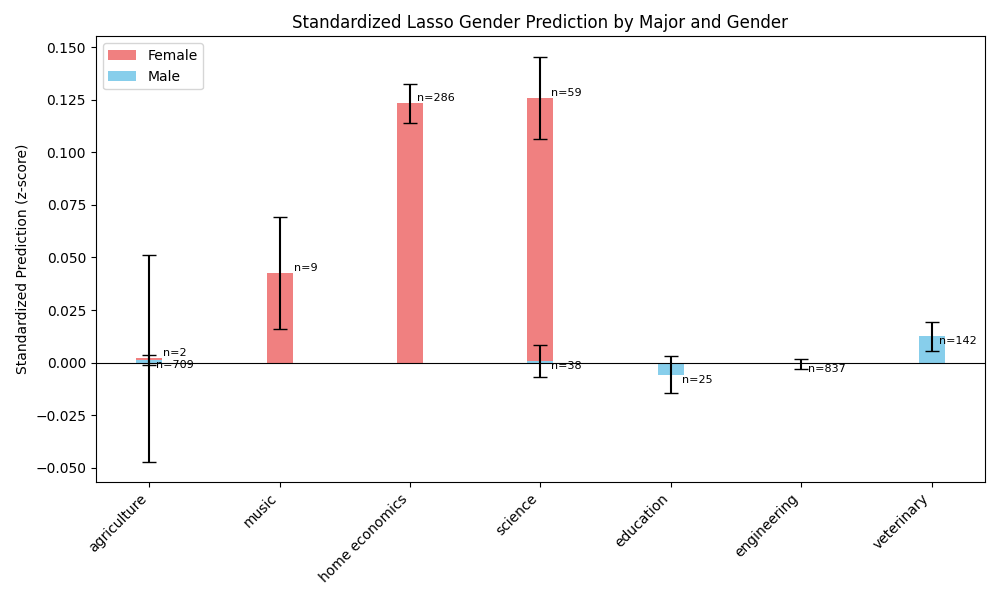 Standardized Lasso Gender Prediction by Major and Gender
Female
Male
Standardized Prediction (z-score)
0.150
0.125
0.100
0.075
0.050
0.025
0.000
−0.025
−0.050
n=2
n=709
n=9
n=286
n=59
n=38
n=25
n=837
n=142
agriculture
music
home economics
science
education
engineering
veterinary